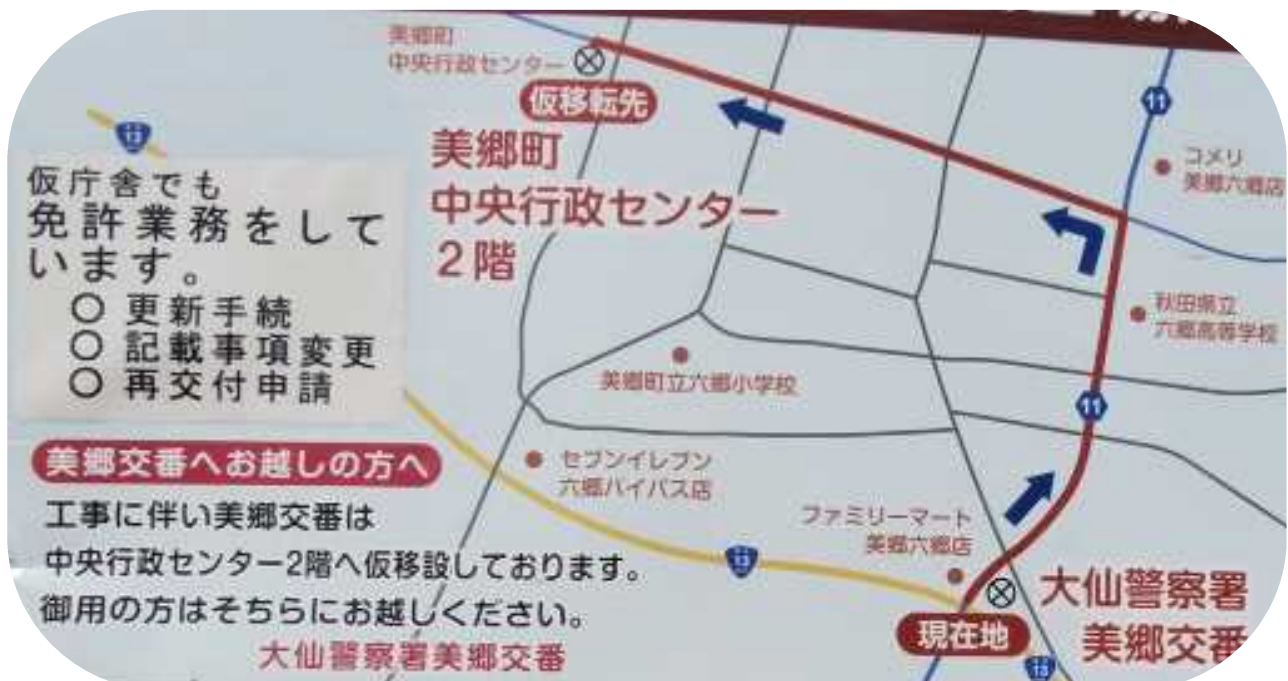 美郷町
中央行政センター
仮移転先
美郷町
中央行政センター
2階
11
コメリ
美郷六郷店
13
仮庁舎でも
免許業務をして
います。
○ 更新手続
○ 記載事項変更
○ 再交付申請
秋田県立
六郷高等学校
美郷町立六郷小学校
11
美郷交番へお越しの方へ
セブンイレブン
六郷バイパス店
工事に伴い美郷交番は
中央行政センター2階へ仮移設しております。
御用の方はそちらにお越しください。
大仙警察署美郷交番
ファミリーマート
美郷六郷店
13
現在地
大仙警察署
美郷交番
13